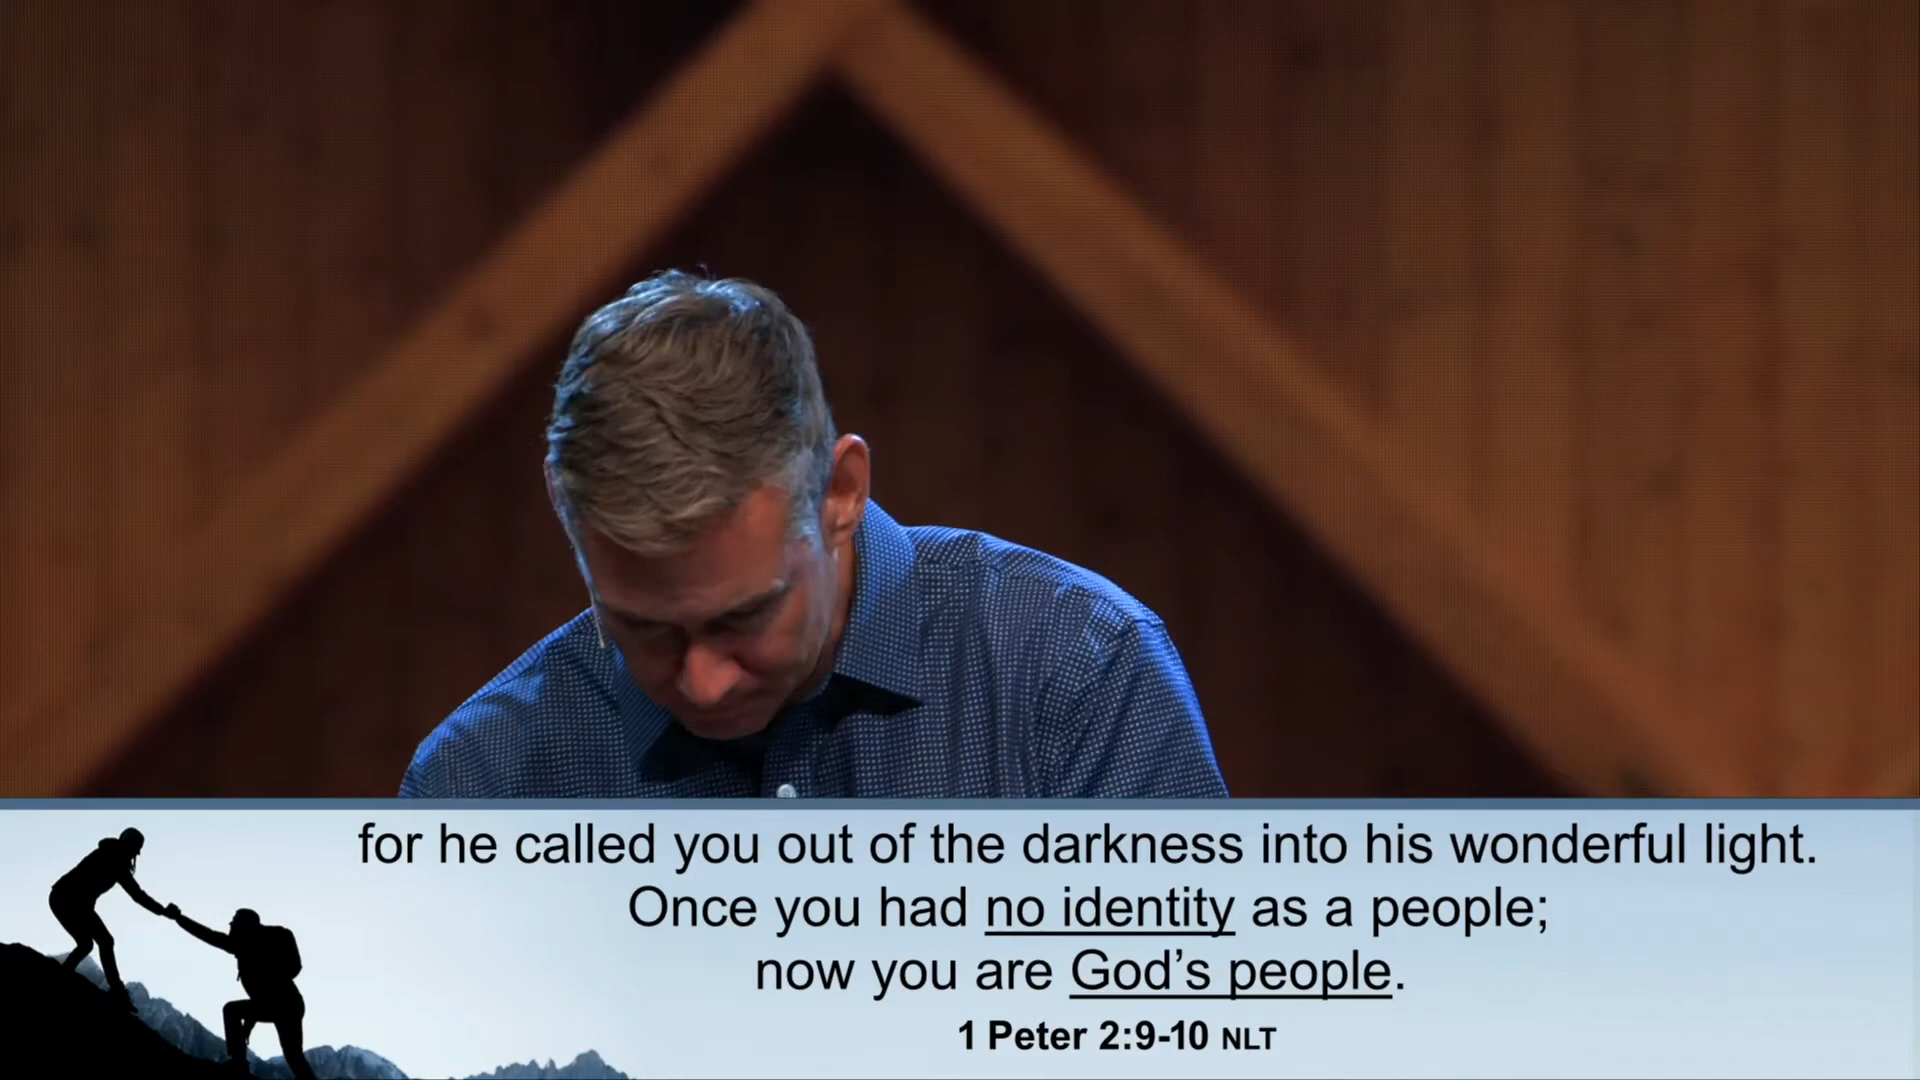 for he called you out of the darkness into his wonderful light.
Once you had no identity as a people;
now you are God’s people.
1 Peter 2:9-10 NLT